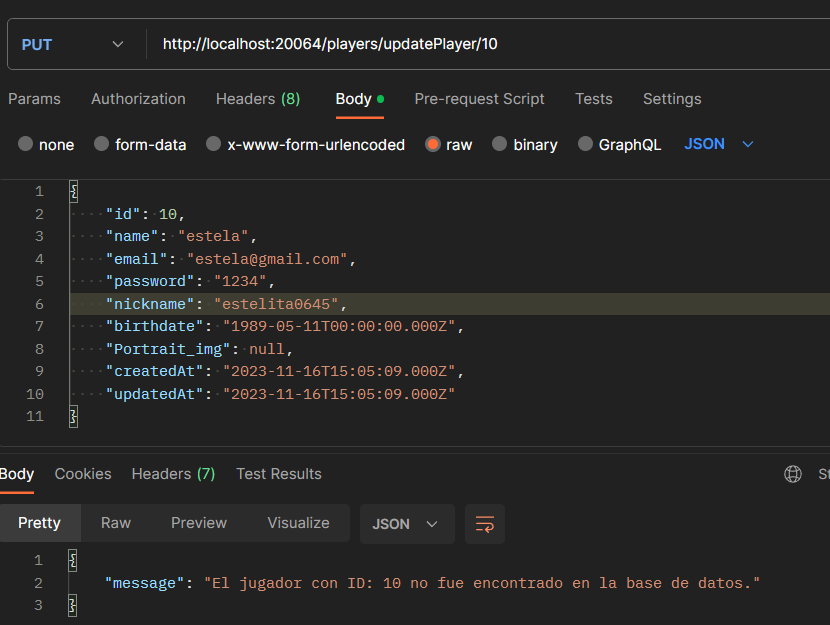 PUT http://localhost:20064/players/updatePlayer/10
Params Authorization Headers (8) Body Pre-request Script Tests Settings
none form-data x-www-form-urlencoded raw binary GraphQL JSON
1 {
2 "id": 10,
3 "name": "estela",
4 "email": "estela@gmail.com",
5 "password": "1234",
6 "nickname": "estelita0645",
7 "birthdate": "1989-05-11T00:00:00.000Z",
8 "Portrait_img": null,
9 "createdAt": "2023-11-16T15:05:09.000Z",
10 "updatedAt": "2023-11-16T15:05:09.000Z"
11 }
Body Cookies Headers (7) Test Results St
Pretty Raw Preview Visualize JSON
1 {
2 "message": "El jugador con ID: 10 no fue encontrado en la base de datos."
3 }